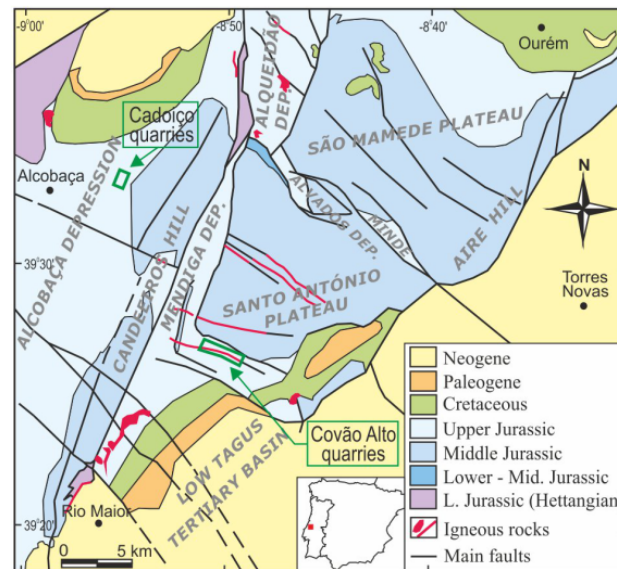 -9°00
-8°50
-8°40
Ourém
ALQUEIDÃO
DEP.
Cadoiço
quarries
SÃO MAMEDE PLATEAU
Alcobaça
ALCOBAÇA DEPRESSION
CANDEEIROS HILL
MENDIGA DEP.
ALVADOS DEP.
MINDE
AIRE HILL
N
39°30
SANTO ANTÓNIO
PLATEAU
Torres
Novas
Covão Alto
quarries
LOW TAGUS
TERTIARY BASIN
Rio Maior
39°20
0 5 km
Neogene
Paleogene
Cretaceous
Upper Jurassic
Middle Jurassic
Lower - Mid. Jurassic
L. Jurassic (Hettangian
Igneous rocks
Main faults